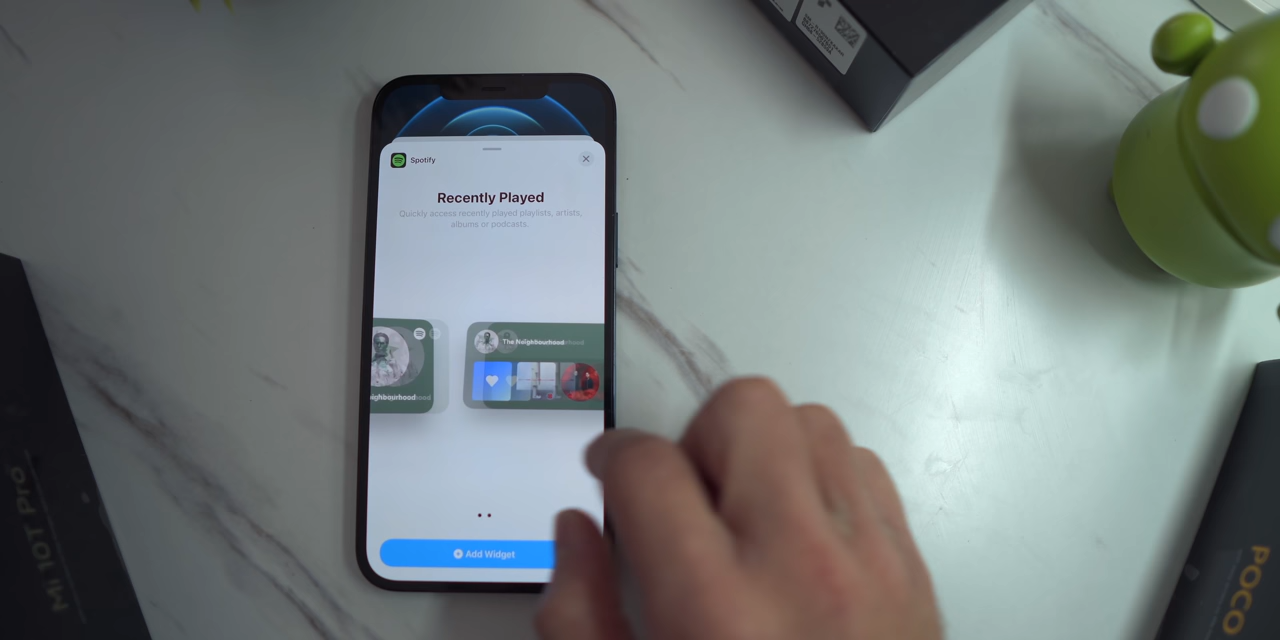 Spotify
Recently Played
Quickly access recently played playlists, artists,
albums or podcasts.
The Neighbourhood
ighbourhood
Add Widget
Mi 10T Pro
POCO